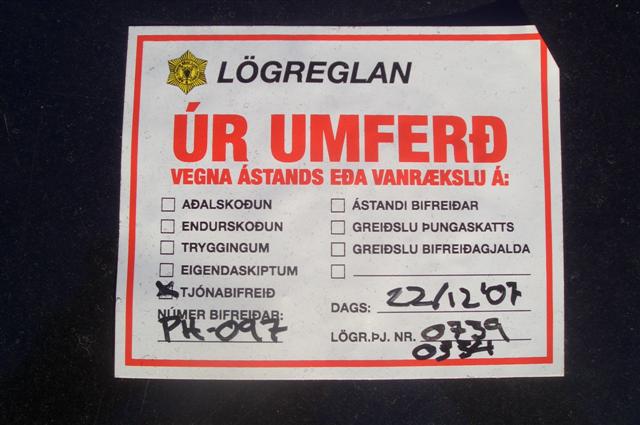 LÖGREGLAN
ÚR UMFERÐ
VEGNA ÁSTANDS EÐA VANRÆKSLU Á:
AÐALSKOÐUN
ENDURSKOÐUN
TRYGGINGUM
EIGENDASKIPTUM
TJÓNABIFREIÐ
NÚMER BIFREIÐAR:
PK-097
ÁSTANDI BIFREIÐAR
GREIÐSLU ÞUNGASKATTS
GREIÐSLU BIFREIÐAGJALDA
DAGS: 22/12'07
LÖGR.ÞJ. NR. 0739
0334